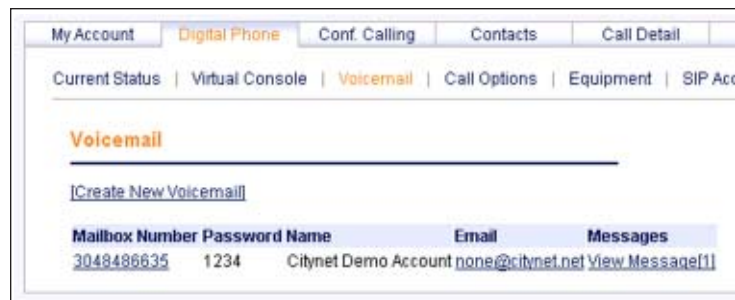 My Account Digital Phone Conf. Calling Contacts Call Detail
Current Status | Virtual Console | Voicemail | Call Options | Equipment | SIP Acc
Voicemail
[Create New Voicemail]
Mailbox Number Password Name Email Messages
3048486635 1234 Citynet Demo Account none@citynet.net View Message[1]